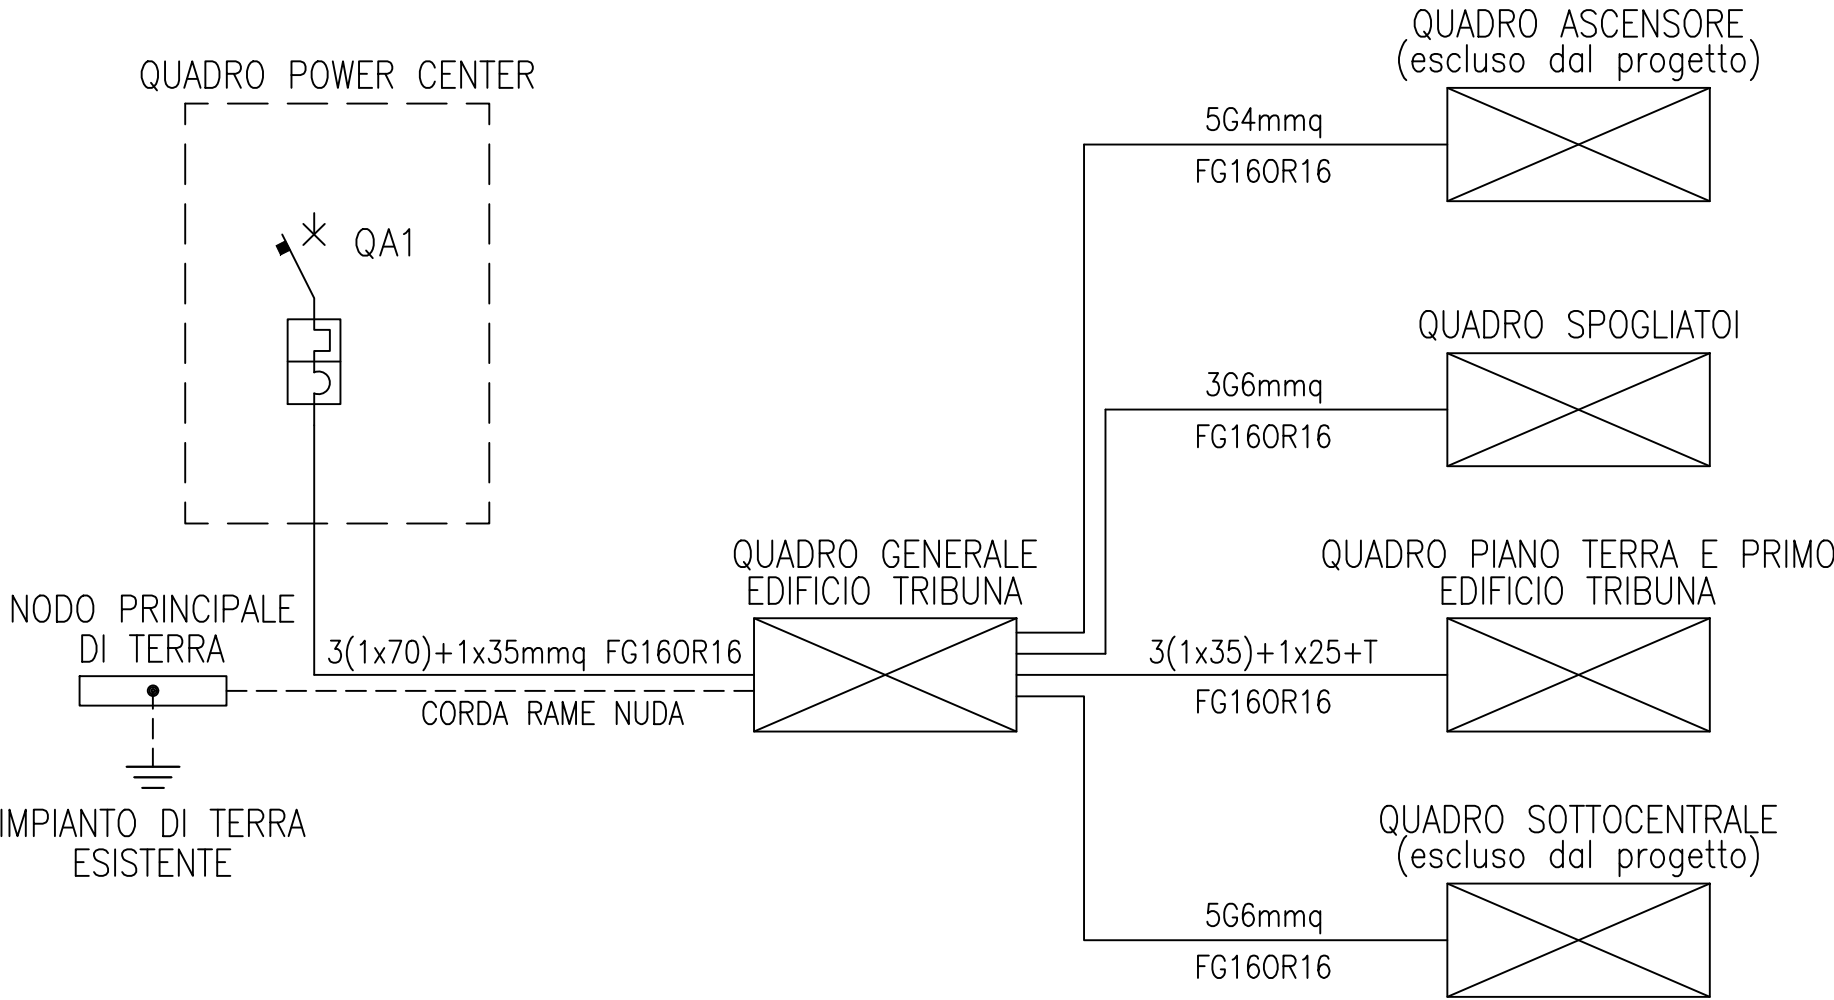 QUADRO ASCENSORE
(escluso dal progetto)
QUADRO POWER CENTER
5G4mmq
FG16OR16
QA1
QUADRO SPOGLIATOI
3G6mmq
FG16OR16
QUADRO GENERALE
EDIFICIO TRIBUNA
QUADRO PIANO TERRA E PRIMO
EDIFICIO TRIBUNA
NODO PRINCIPALE
DI TERRA
3(1x70)+1x35mmq FG16OR16
3(1x35)+1x25+T
FG16OR16
CORDA RAME NUDA
IMPIANTO DI TERRA
ESISTENTE
QUADRO SOTTOCENTRALE
(escluso dal progetto)
5G6mmq
FG16OR16